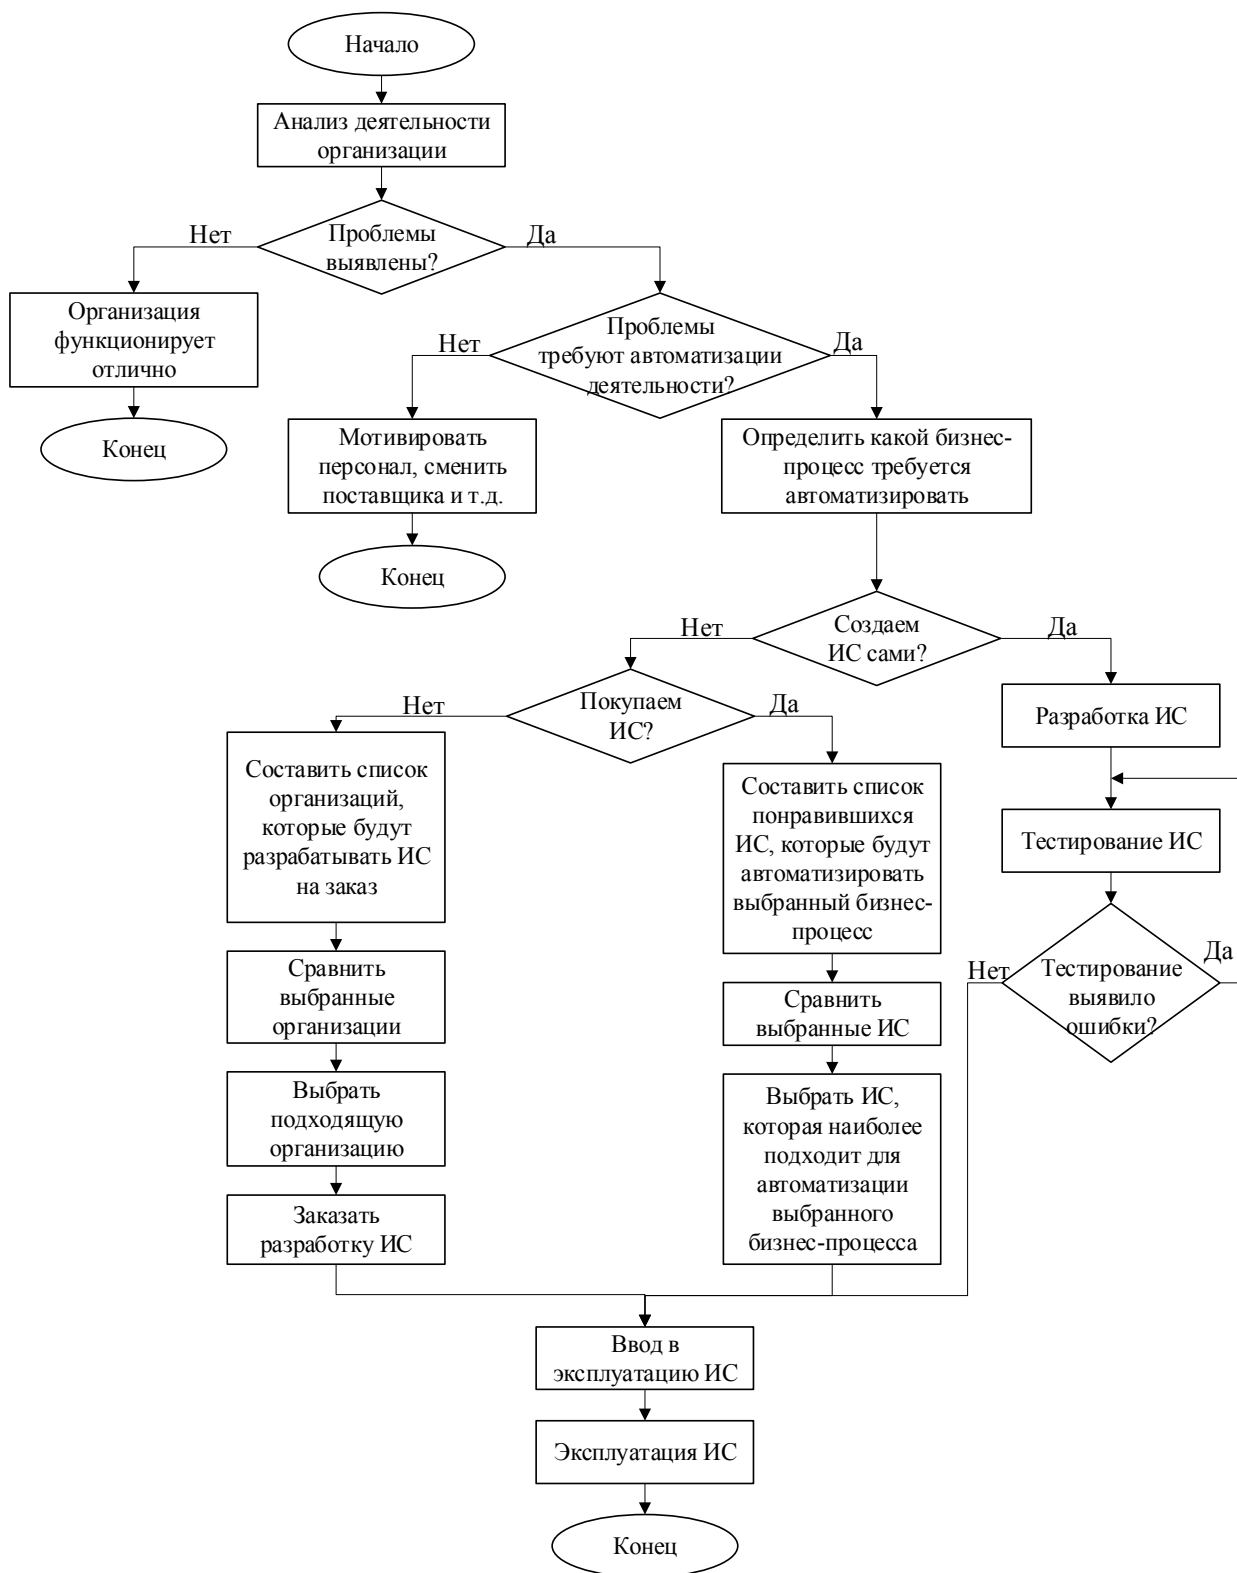 Начало
Анализ деятельности
организации
Нет
Проблемы
выявлены?
Да
Организация
функционирует
отлично
Конец
Нет
Проблемы
требуют автоматизации
деятельности?
Да
Мотивировать
персонал, сменить
поставщика и т.д.
Конец
Определить какой бизнес-
процесс требуется
автоматизировать
Нет
Создаем
ИС сами?
Да
Нет
Покупаем
ИС?
Да
Разработка ИС
Составить список
организаций,
которые будут
разрабатывать ИС
на заказ
Составить список
понравившихся
ИС, которые будут
автоматизировать
выбранный бизнес-
процесс
Тестирование ИС
Нет
Тестирование
выявило
ошибки?
Да
Сравнить
выбранные
организации
Сравнить
выбранные ИС
Выбрать
подходящую
организацию
Выбрать ИС,
которая наиболее
подходит для
автоматизации
выбранного
бизнес-процесса
Заказать
разработку ИС
Ввод в
эксплуатацию ИС
Эксплуатация ИС
Конец